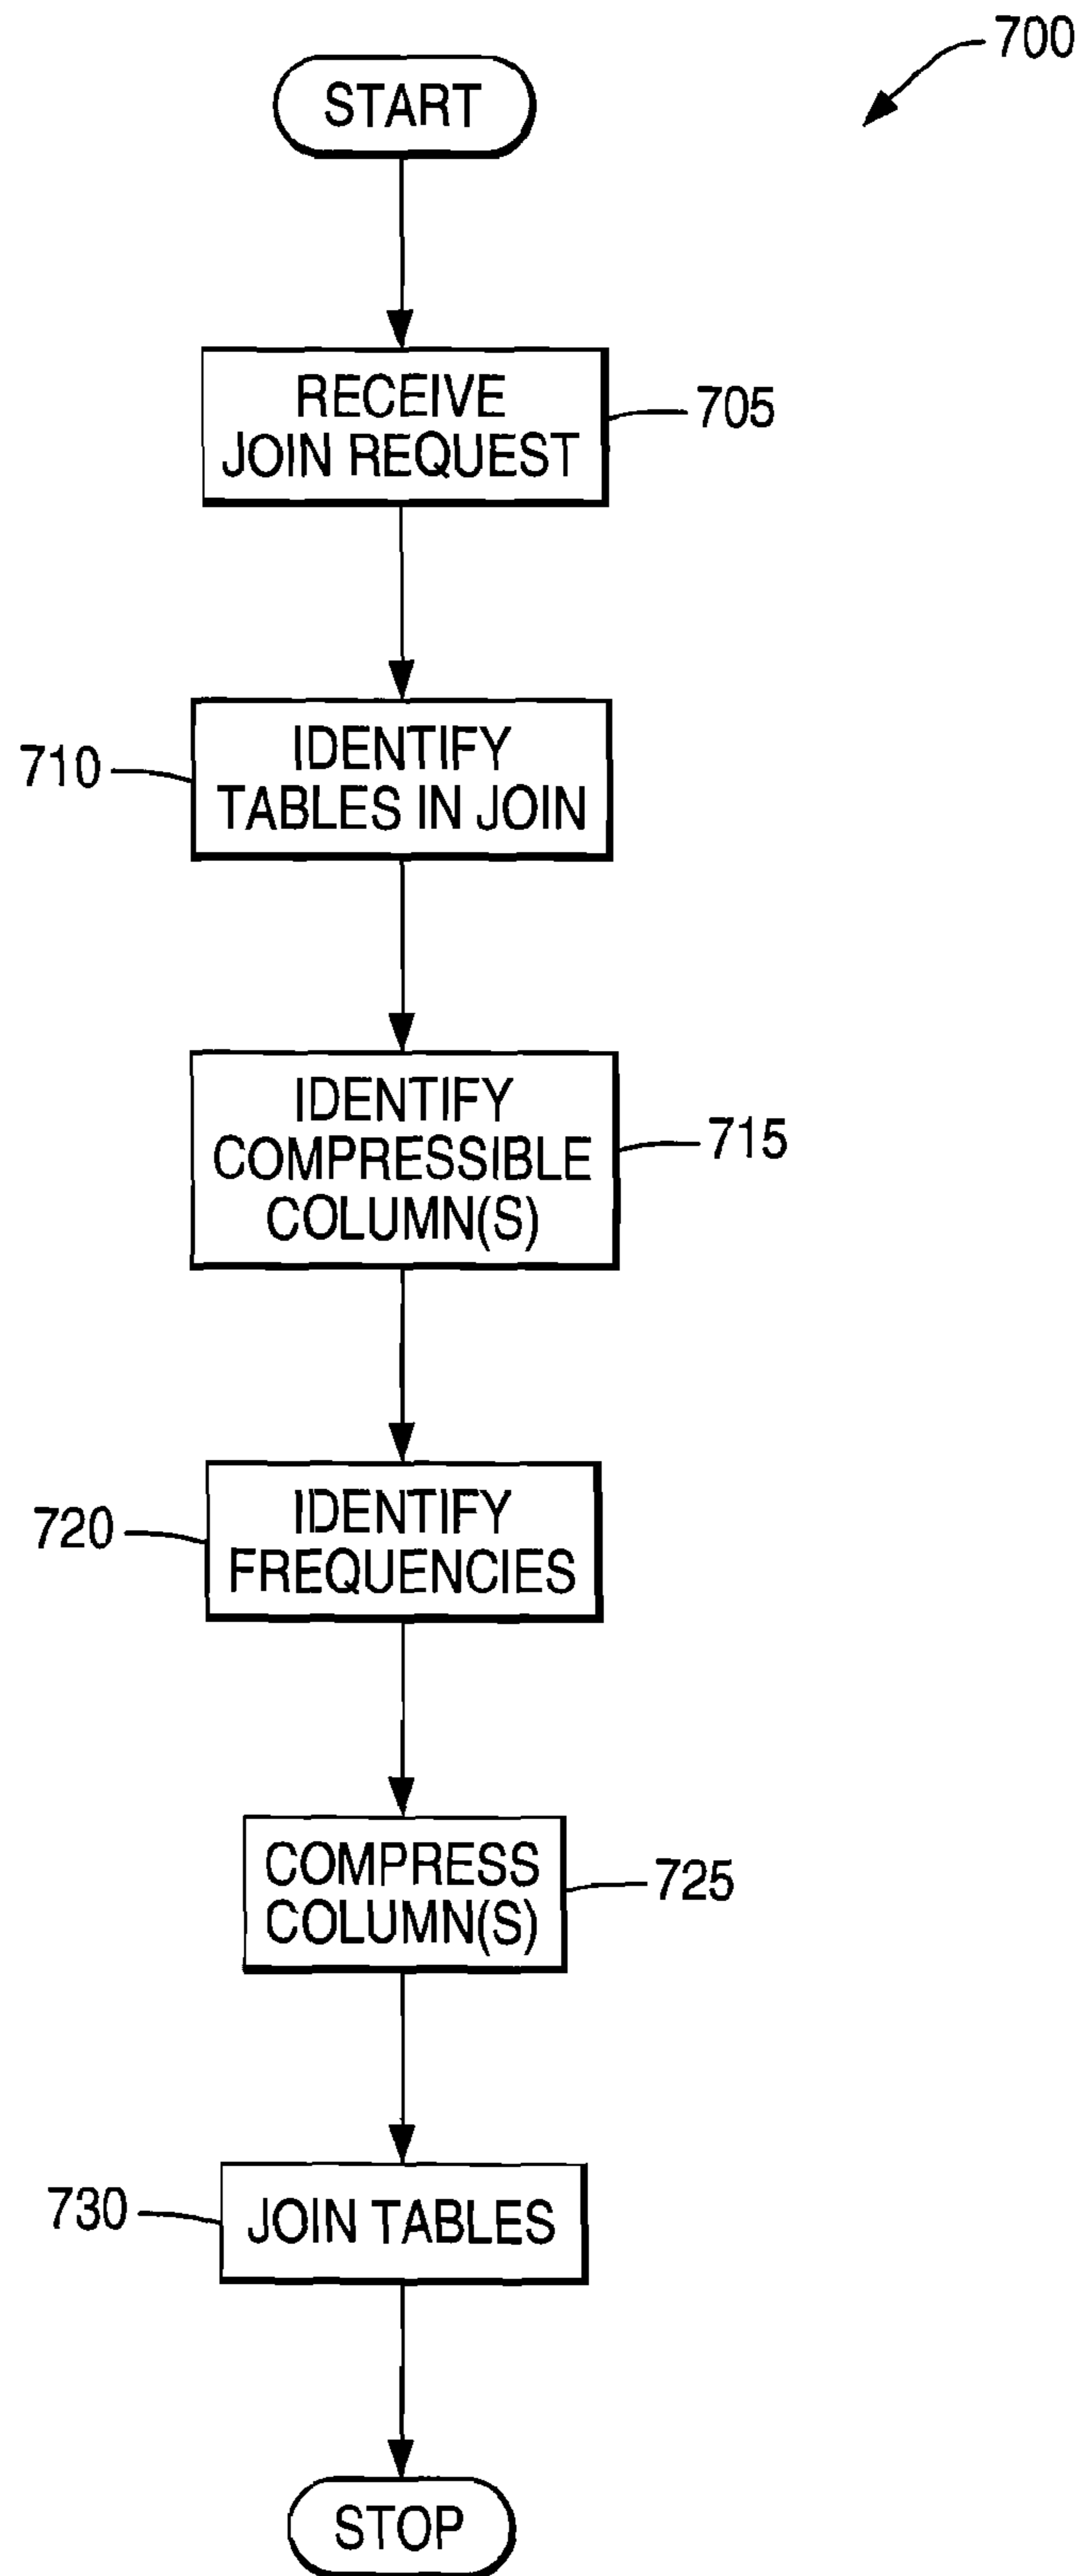 700
START
RECEIVE
JOIN REQUEST
705
IDENTIFY
TABLES IN JOIN
710
IDENTIFY
COMPRESSIBLE
COLUMN(S)
715
IDENTIFY
FREQUENCIES
720
COMPRESS
COLUMN(S)
725
JOIN TABLES
730
STOP